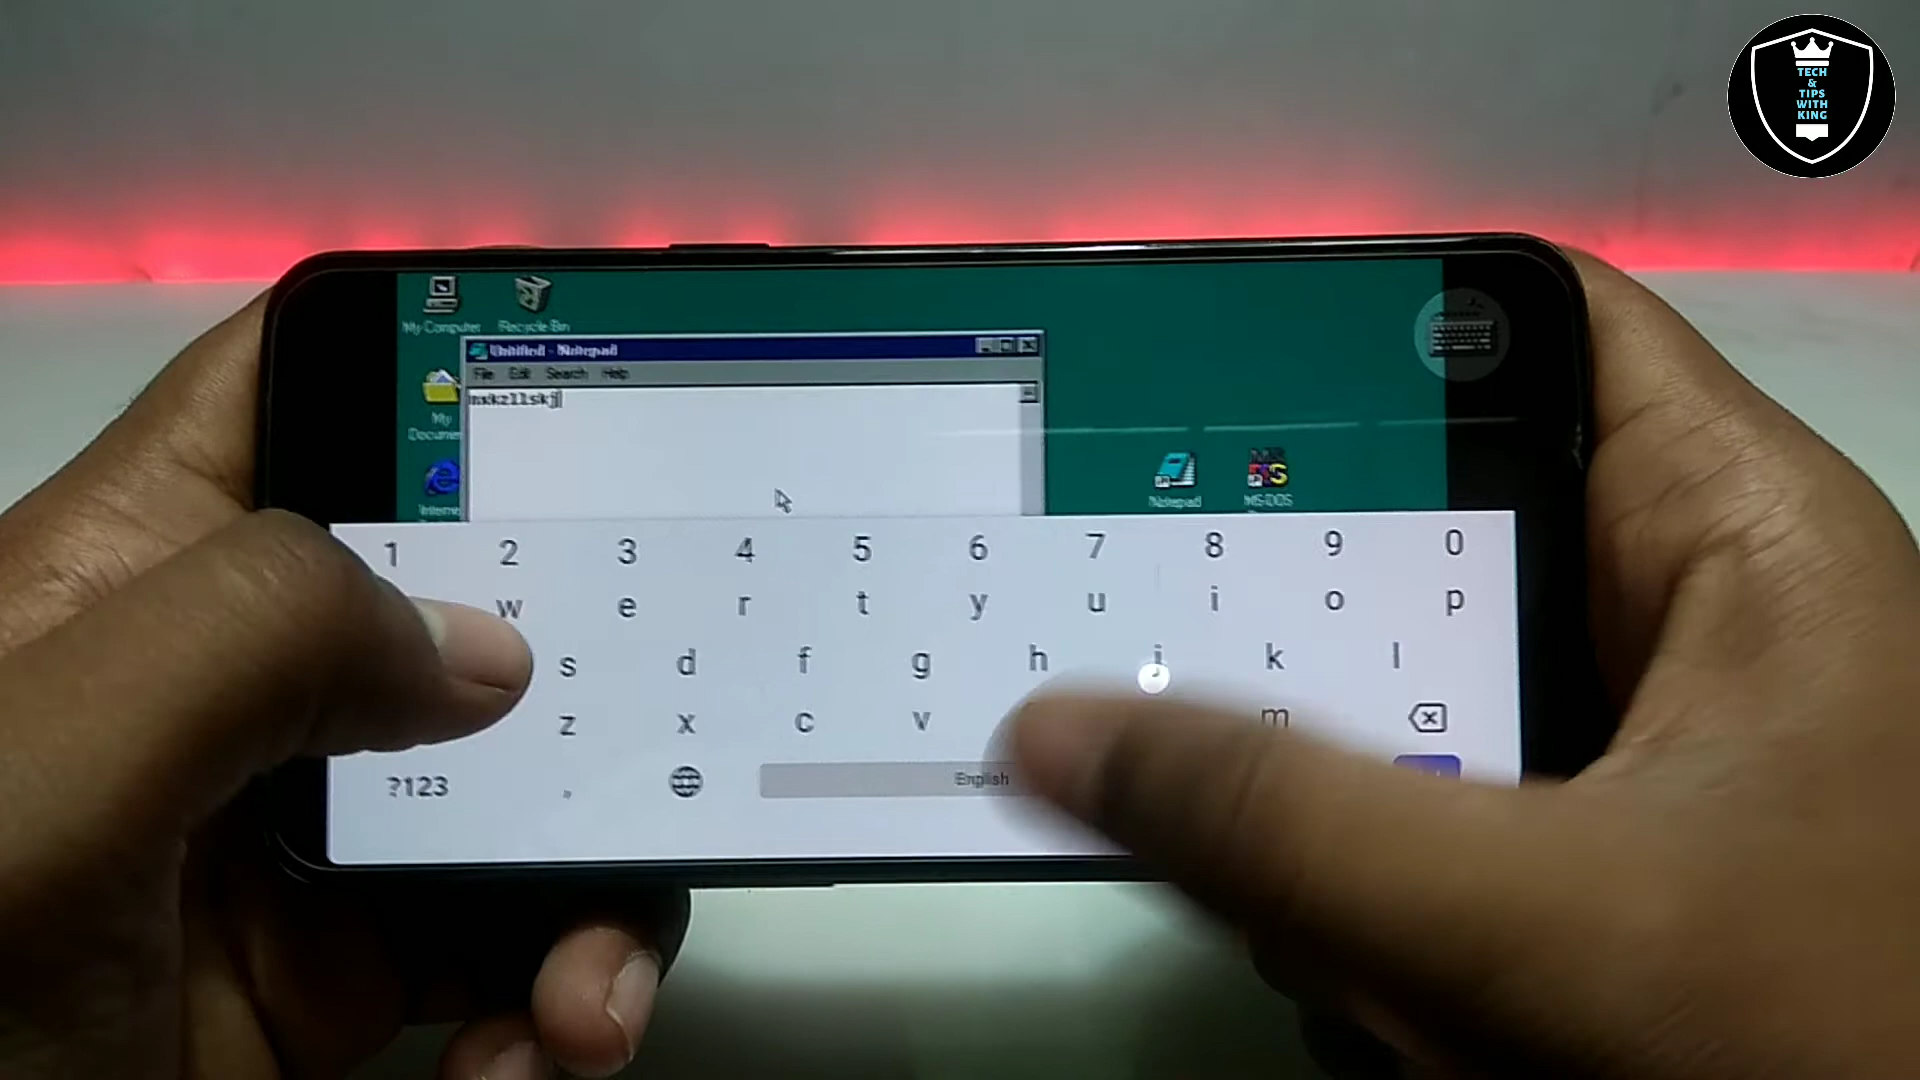 TECH
&
TIPS
WITH
KING
My Computer
Recycle Bin
Untitled - Notepad
File Edit Search Help
My
Notepad
MS-DOS
1 2 3 4 5 6 7 8 9 0
w e r t y u i o p
s d f g h j k l
z x c v m
?123 , English